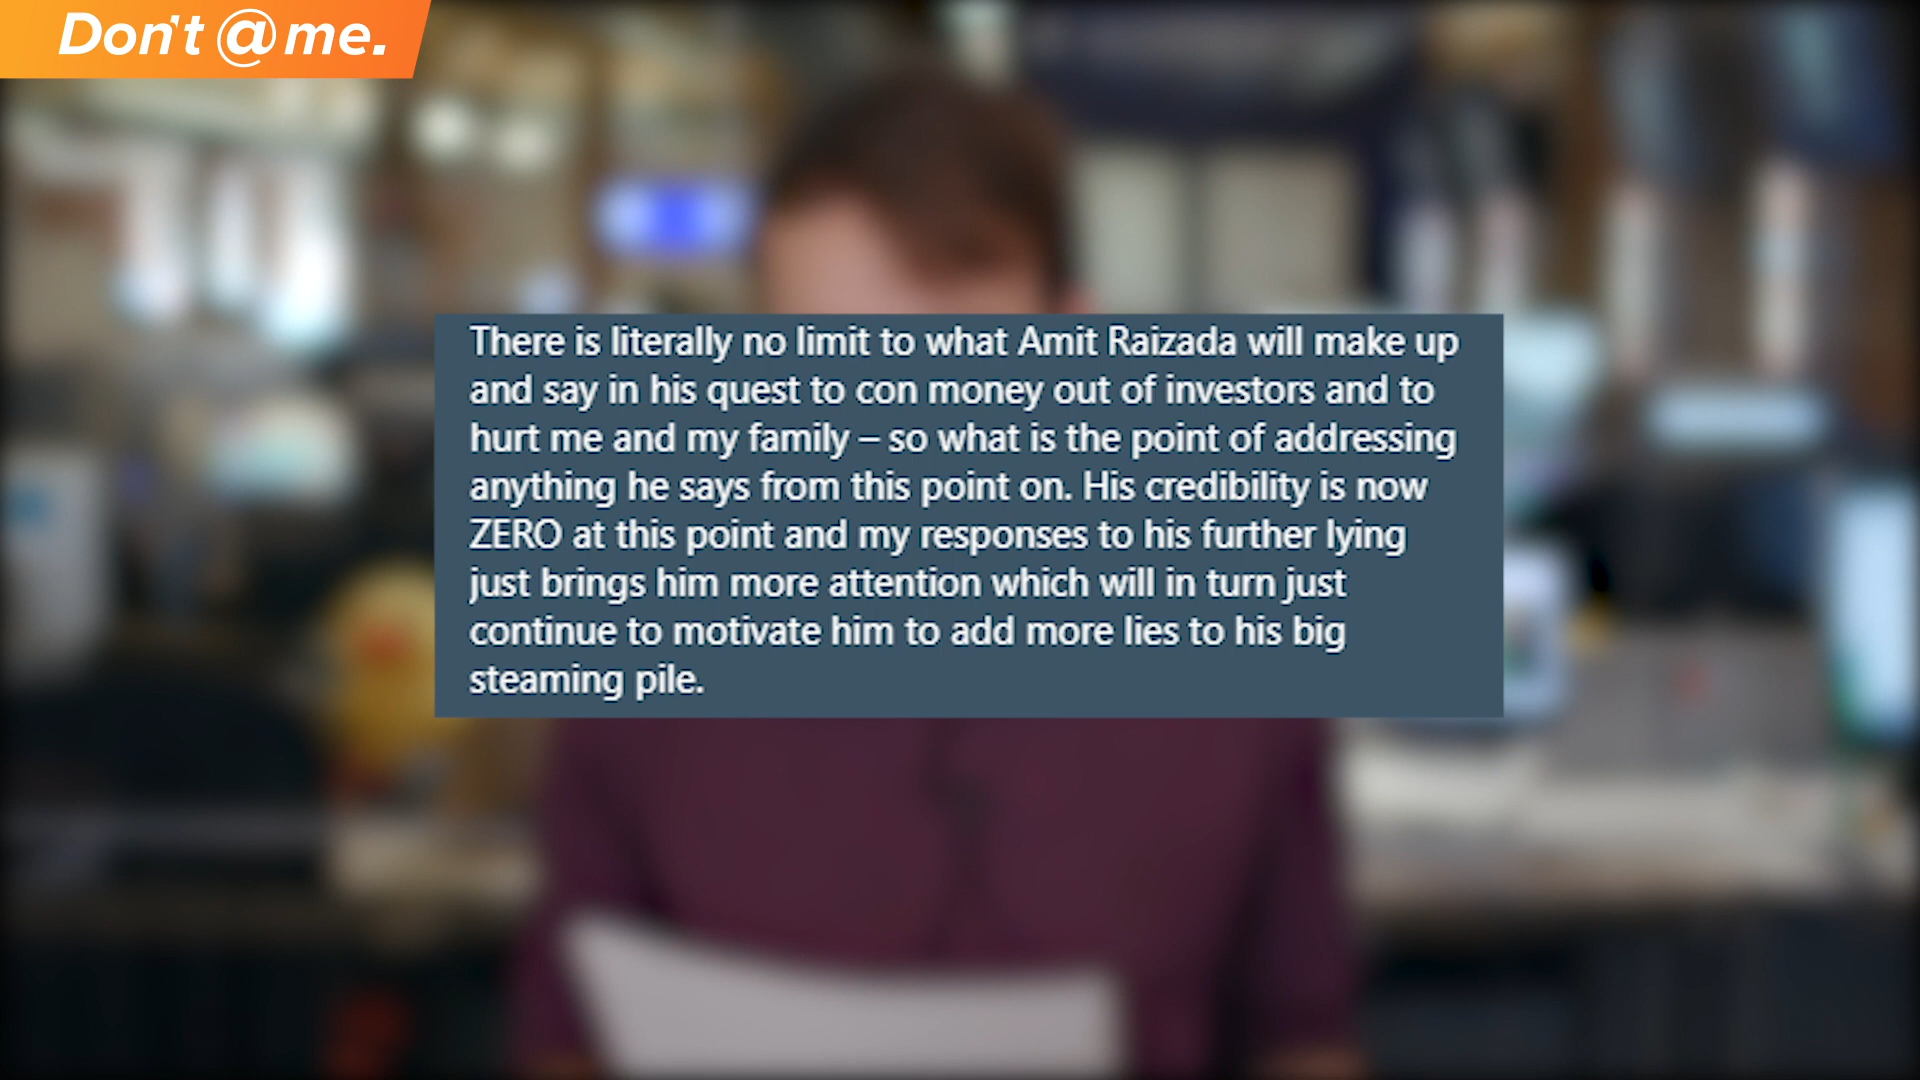 Don't @ me.
There is literally no limit to what Amit Raizada will make up
and say in his quest to con money out of investors and to
hurt me and my family – so what is the point of addressing
anything he says from this point on. His credibility is now
ZERO at this point and my responses to his further lying
just brings him more attention which will in turn just
continue to motivate him to add more lies to his big
steaming pile.